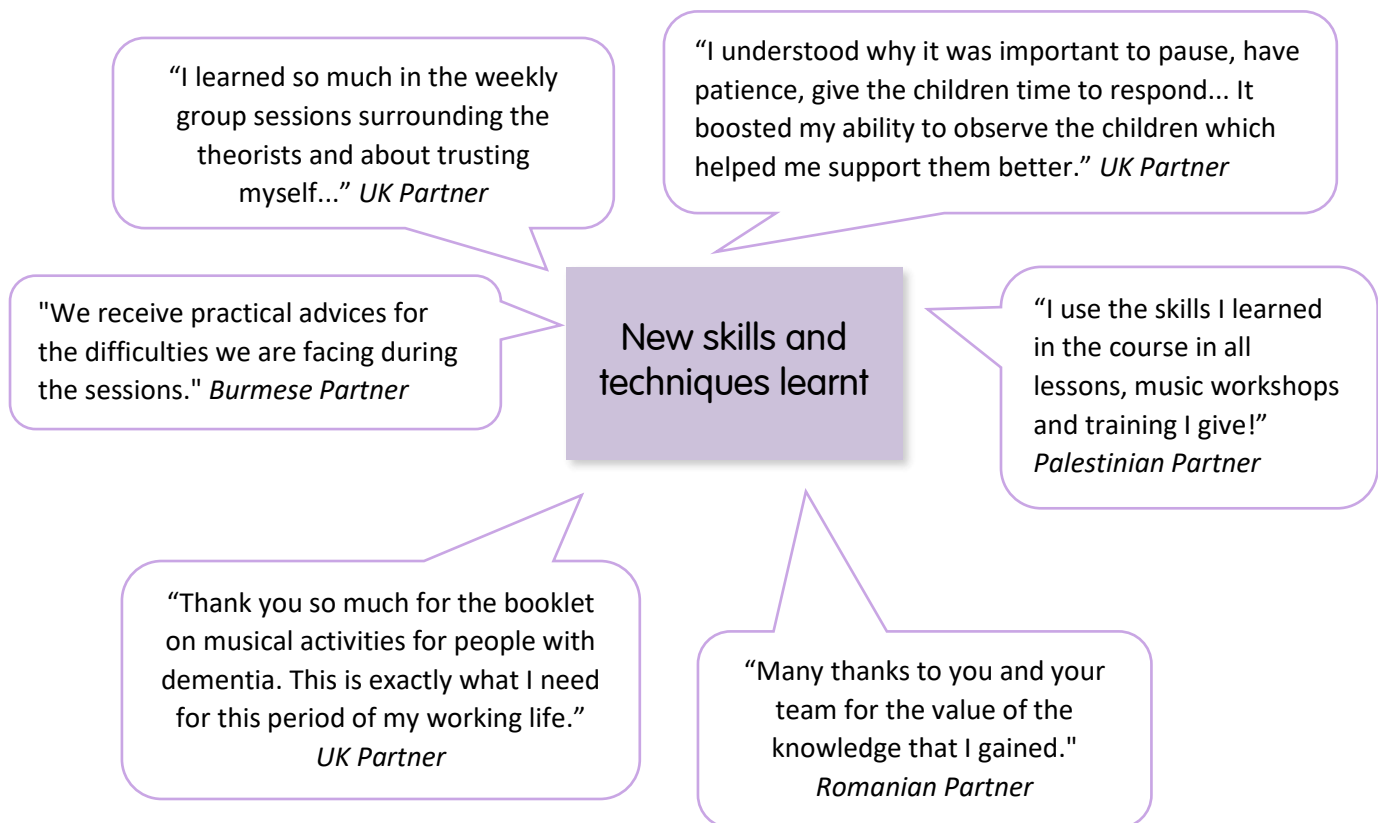 “I learned so much in the weekly
group sessions surrounding the
theorists and about trusting
myself...” UK Partner
“I understood why it was important to pause, have
patience, give the children time to respond... It
boosted my ability to observe the children which
helped me support them better.” UK Partner
"We receive practical advices for
the difficulties we are facing during
the sessions." Burmese Partner
New skills and
techniques learnt
“I use the skills I learned
in the course in all
lessons, music workshops
and training I give!”
Palestinian Partner
“Thank you so much for the booklet
on musical activities for people with
dementia. This is exactly what I need
for this period of my working life.”
UK Partner
“Many thanks to you and your
team for the value of the
knowledge that I gained."
Romanian Partner